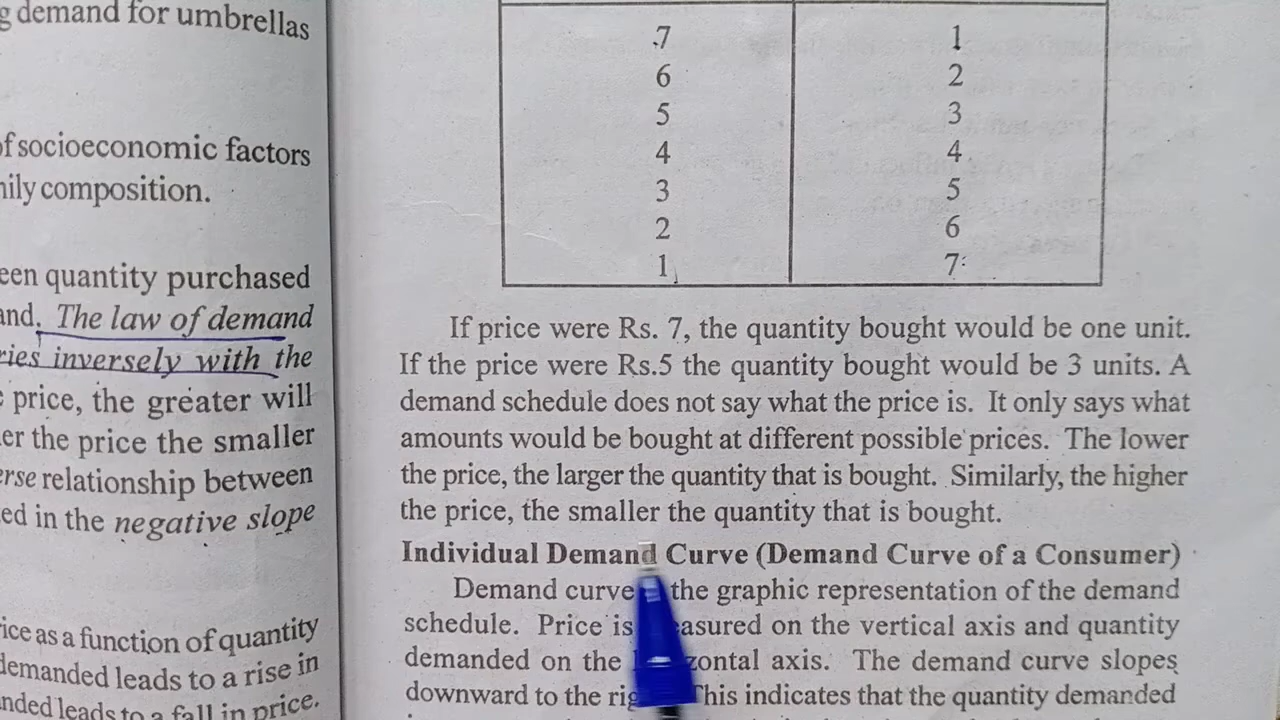 g demand for umbrellas
of socioeconomic factors
nily composition.
een quantity purchased
and. The law of demand
ries inversely with the
price, the greater will
er the price the smaller
erse relationship between
ed in the negative slope
ice as a function of quantity
demanded leads to a rise in
nded leads to a fall in price.
7 1
6 2
5 3
4 4
3 5
2 6
1 7
If price were Rs. 7, the quantity bought would be one unit.
If the price were Rs.5 the quantity bought would be 3 units. A
demand schedule does not say what the price is. It only says what
amounts would be bought at different possible prices. The lower
the price, the larger the quantity that is bought. Similarly, the higher
the price, the smaller the quantity that is bought.
Individual Demand Curve (Demand Curve of a Consumer)
Demand curve the graphic representation of the demand
schedule. Price is asured on the vertical axis and quantity
demanded on the zontal axis. The demand curve slopes
downward to the rig This indicates that the quantity demanded